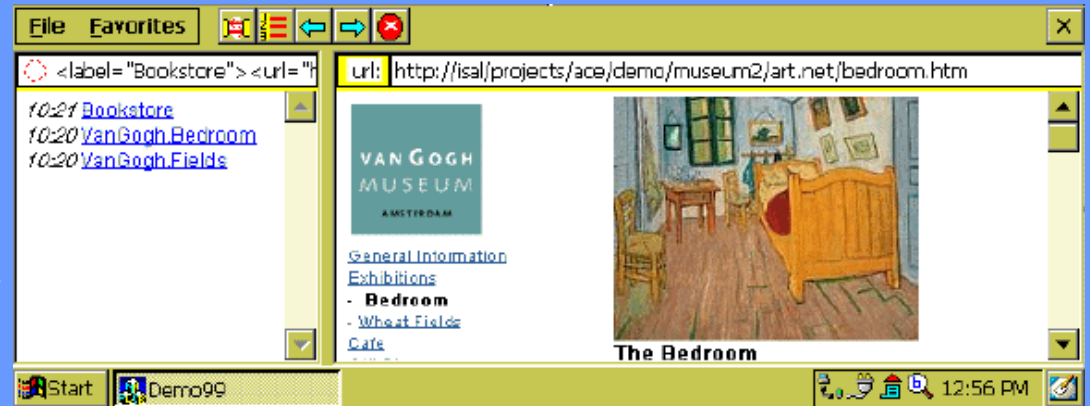 File Favorites
<label="Bookstore"><url="h
url: http://isal/projects/ace/demo/museum2/art.net/bedroom.htm
10:21 Bookstore
10:20 VanGogh.Bedroom
10:20 VanGogh.Fields
VAN GOGH
MUSEUM
AMSTERDAM
General Information
Exhibitions
- Bedroom
- Wheat Fields
Cafe
The Bedroom
Start Demo99 12:56 PM